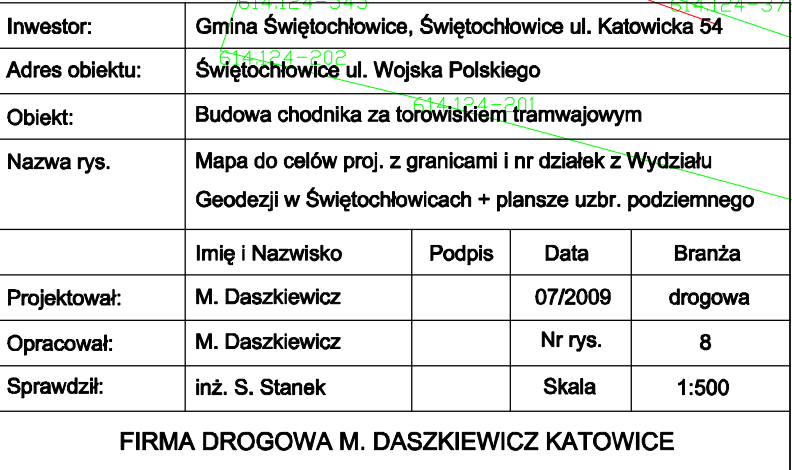 614.124-343
614.124-37
Inwestor: Gmina Świętochłowice, Świętochłowice ul. Katowicka 54
614.124-202
Adres obiektu: Świętochłowice ul. Wojska Polskiego
614.124-201
Obiekt: Budowa chodnika za torowiskiem tramwajowym
Nazwa rys. Mapa do celów proj. z granicami i nr działek z Wydziału
Geodezji w Świętochłowicach + plansze uzbr. podziemnego
Imię i Nazwisko Podpis Data Branża
Projektował: M. Daszkiewicz 07/2009 drogowa
Opracował: M. Daszkiewicz Nr rys. 8
Sprawdził: inż. S. Stanek Skala 1:500
FIRMA DROGOWA M. DASZKIEWICZ KATOWICE